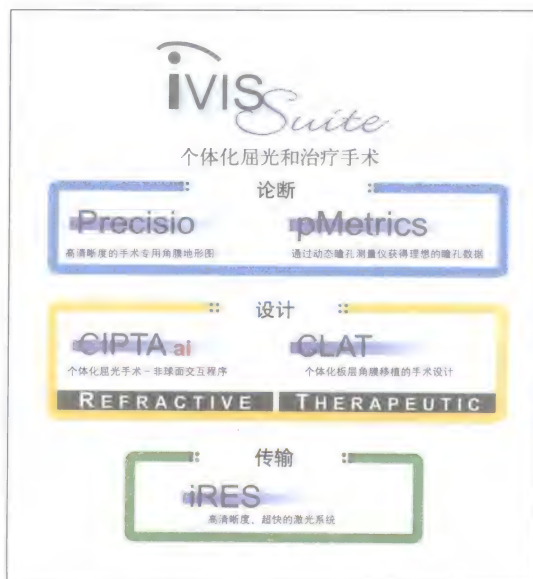 iVIS Suite
个体化屈光和治疗手术
论断
Precisio pMetrics
高清晰度的手术专用角膜地形图 通过动态瞳孔测量仪获得理想的瞳孔数据
设计
CIPTA ai CLAT
个体化屈光手术－非球面交互程序 个体化板层角膜移植的手术设计
REFRACTIVE THERAPEUTIC
传输
iRES
高清晰度、超快的激光系统